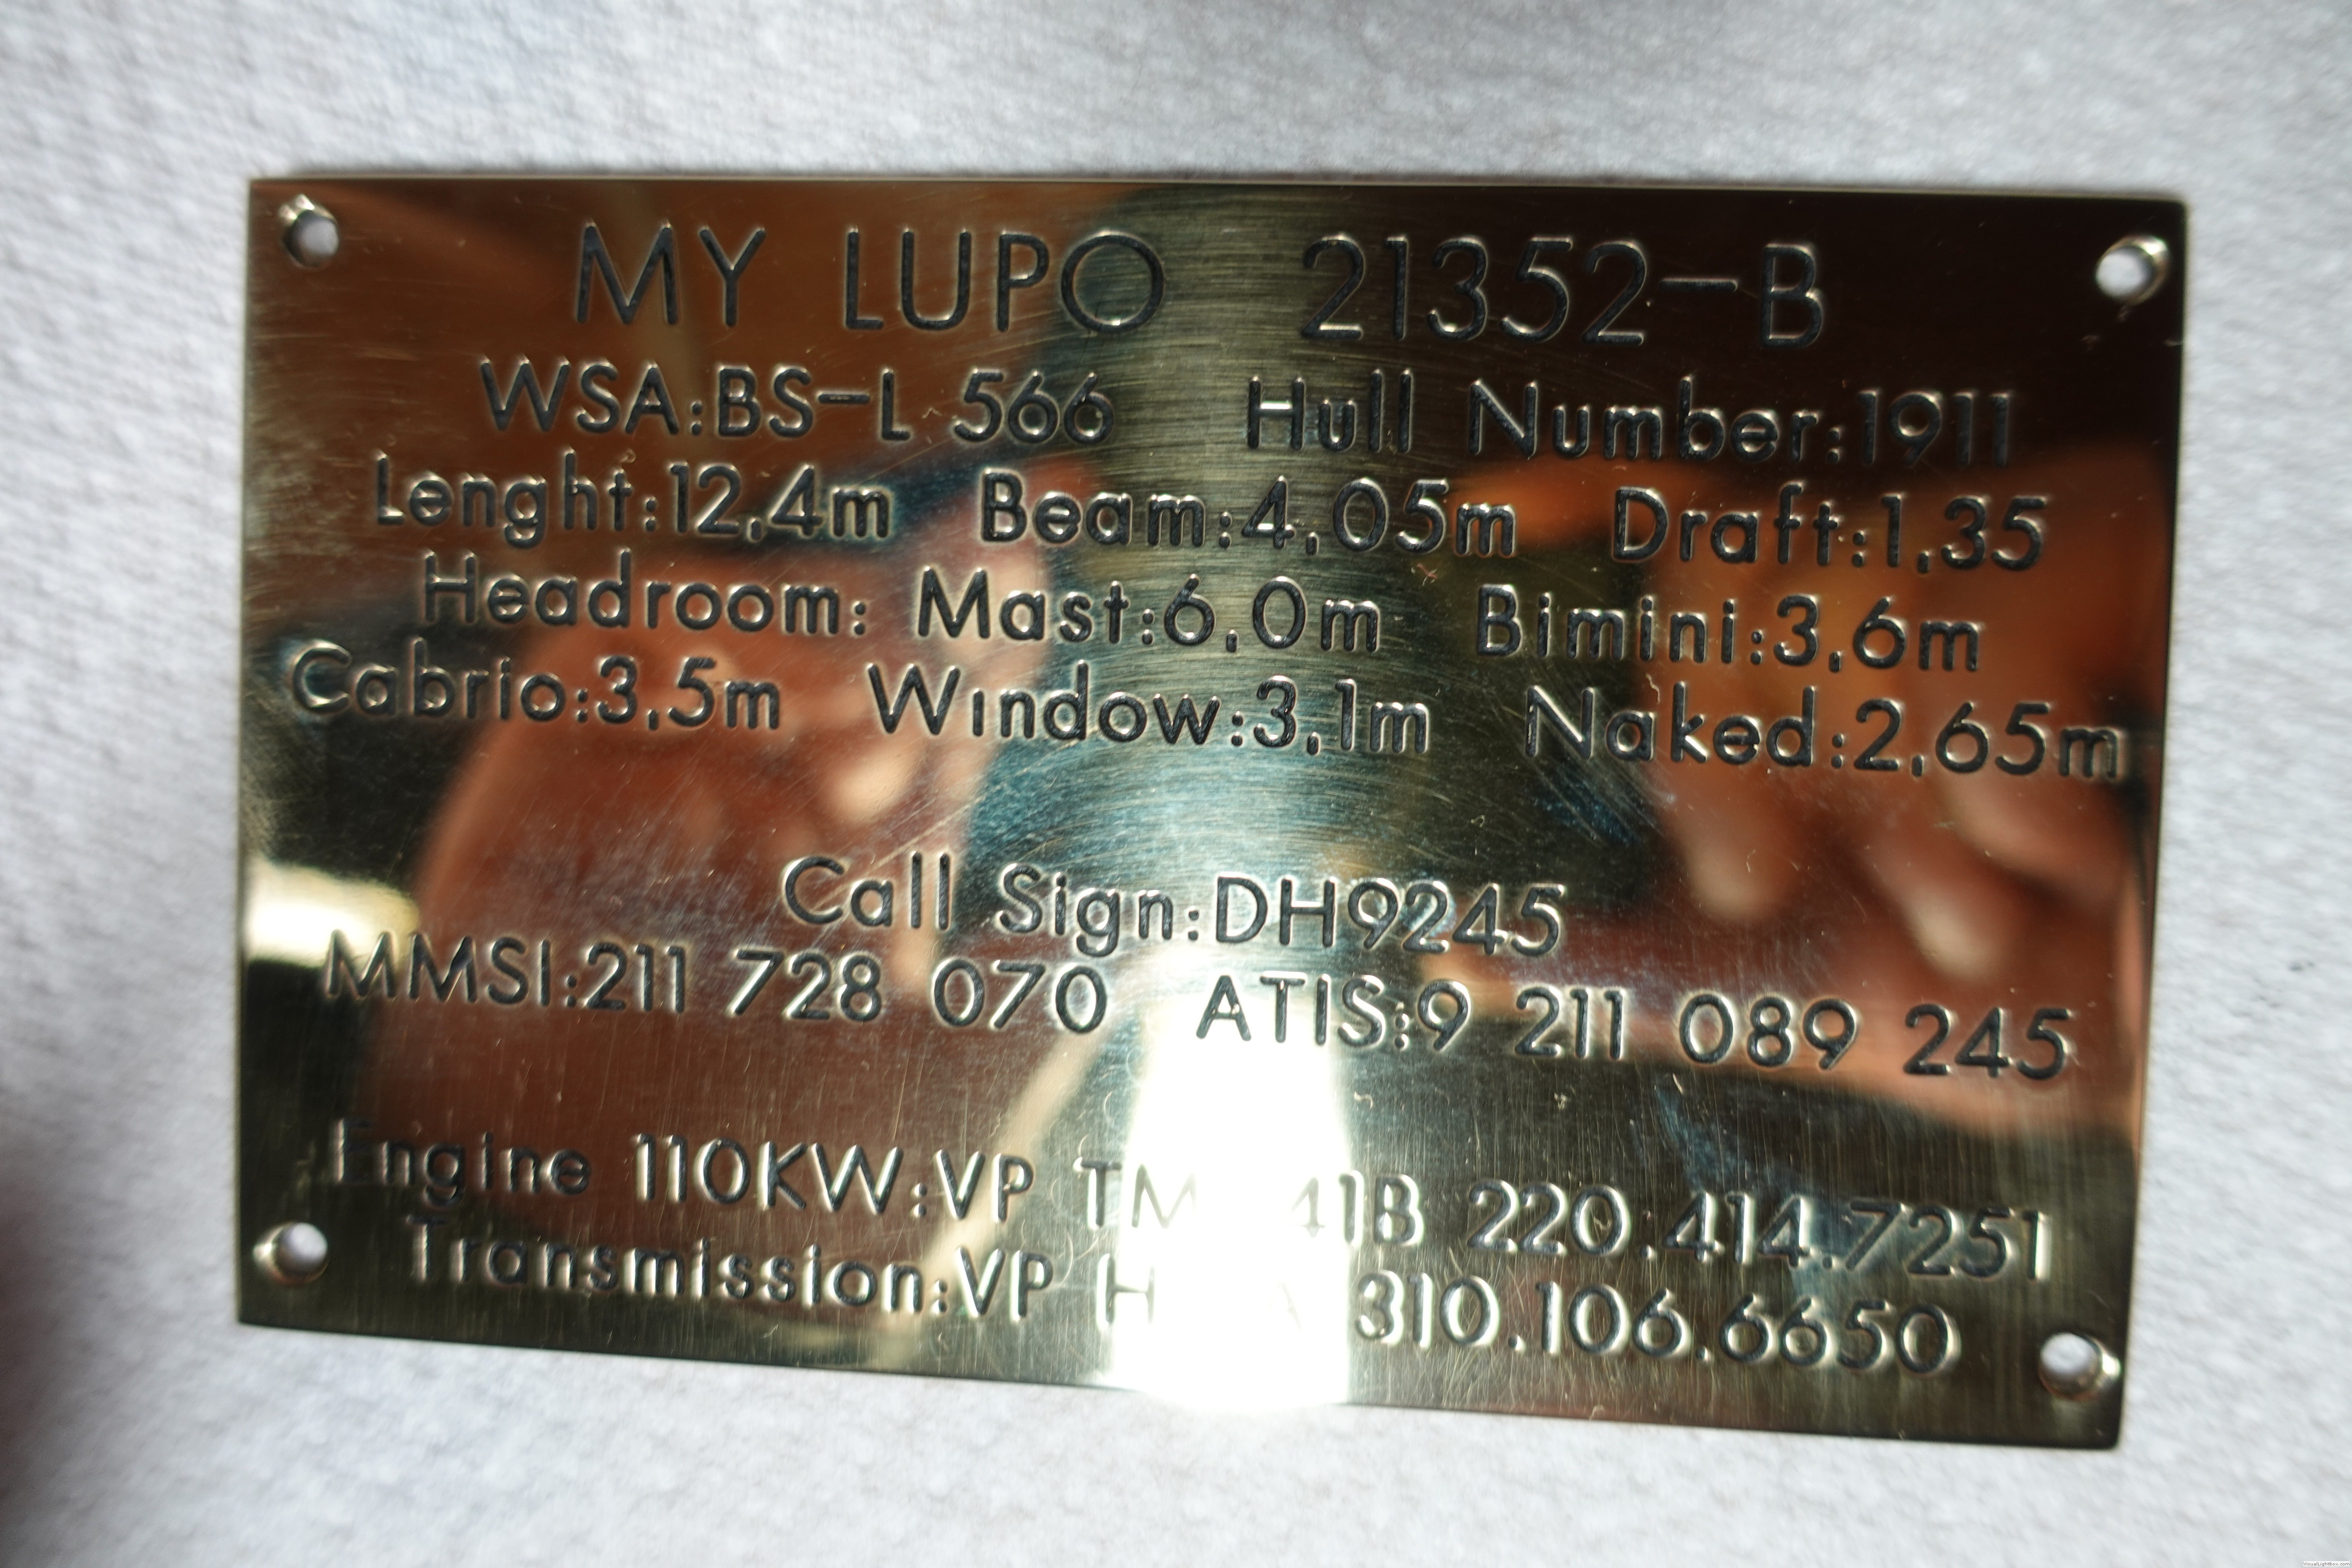 MY LUPO 21352-B
WSA:BS-L 566 Hull Number:1911
Lenght:12,4m Beam:4,05m Draft:1,35
Headroom: Mast:6,0m Bimini:3,6m
Cabrio:3,5m Window:3,1m Naked:2,65m
Call Sign:DH9245
MMSI:211 728 070 ATIS:9 211 089 245
Engine 110KW:VP 220.414.7251
Transmission:VP 310.106.6650